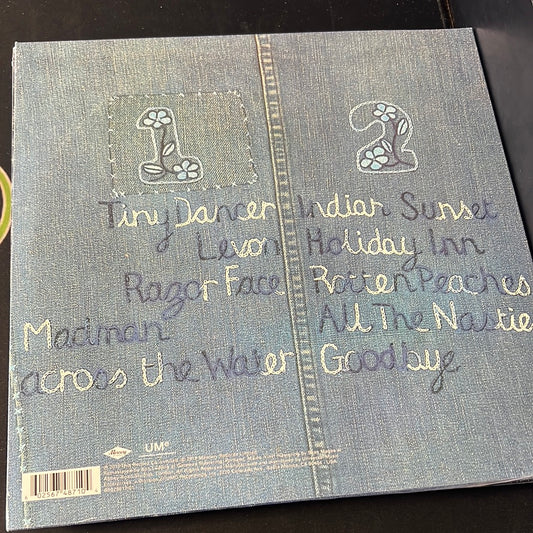 1
Tiny Dancer
Levon
Razor Face
Madman
across the Water
2
Indian Sunset
Holiday Inn
Rotten Peaches
All The Nastie
Goodbye
UMe